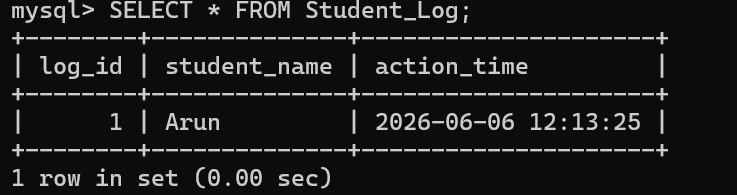 mysql> SELECT * FROM Student_Log;
+--------+--------------+---------------------+
| log_id | student_name | action_time         |
+--------+--------------+---------------------+
|      1 | Arun         | 2026-06-06 12:13:25 |
+--------+--------------+---------------------+
1 row in set (0.00 sec)